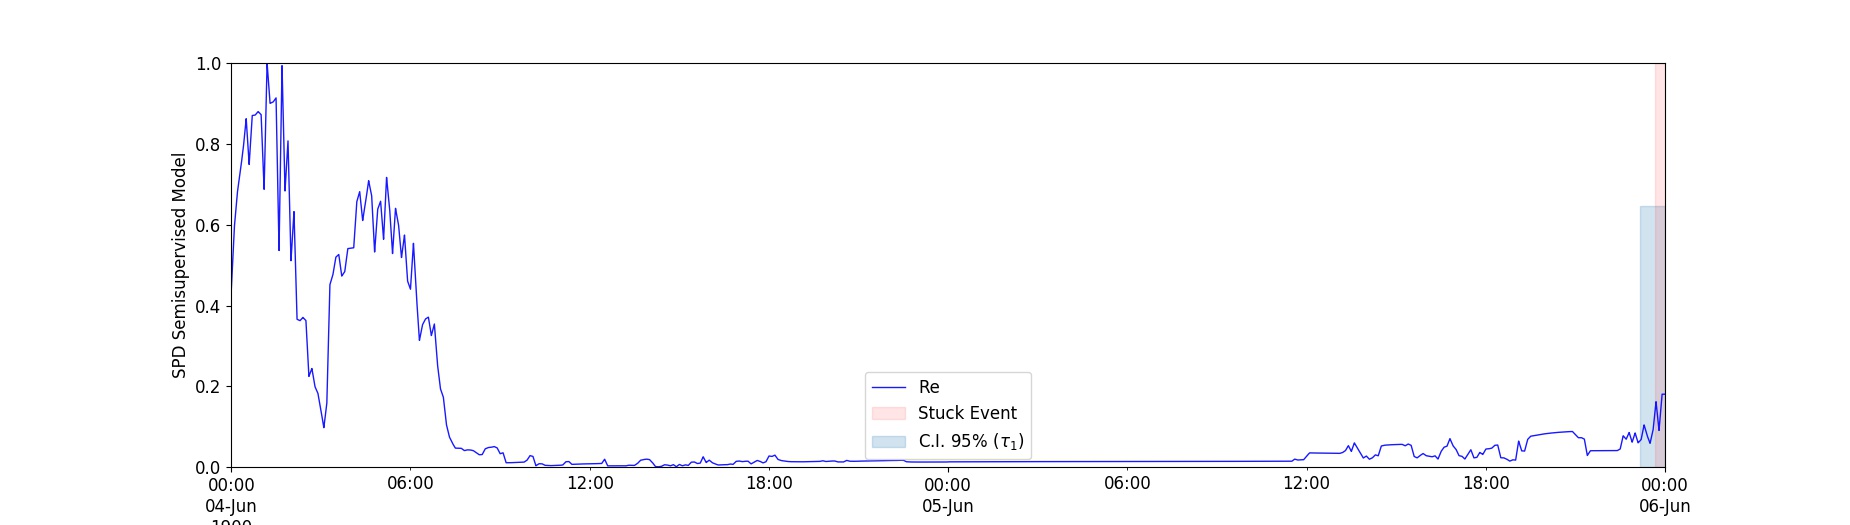 SPD Semisupervised Model
1.0
0.8
0.6
0.4
0.2
0.0
Re
Stuck Event
C.I. 95% (τ₁)
00:00 06:00 12:00 18:00 00:00 06:00 12:00 18:00 00:00
04-Jun 05-Jun 06-Jun
1900